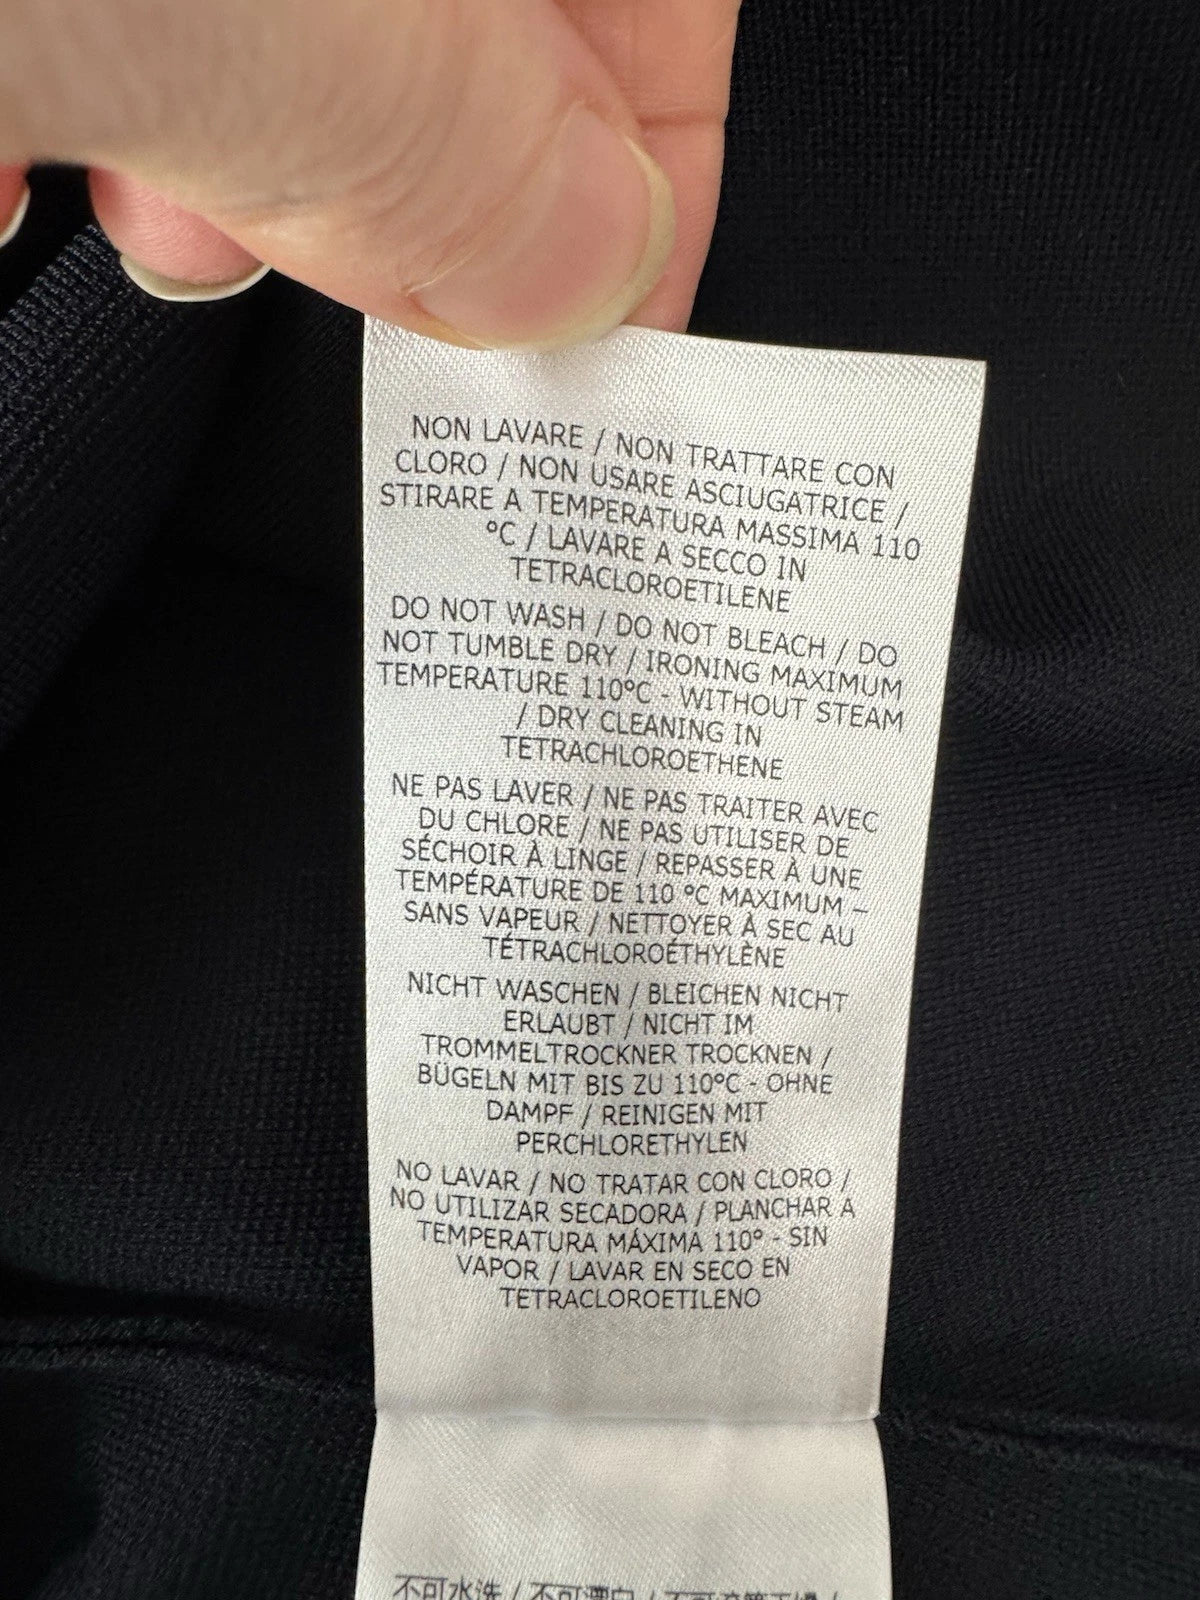 NON LAVARE / NON TRATTARE CON
CLORO / NON USARE ASCIUGATRICE /
STIRARE A TEMPERATURA MASSIMA 110
°C / LAVARE A SECCO IN
TETRACLOROETILENE
DO NOT WASH / DO NOT BLEACH / DO
NOT TUMBLE DRY / IRONING MAXIMUM
TEMPERATURE 110°C - WITHOUT STEAM
/ DRY CLEANING IN
TETRACHLOROETHENE
NE PAS LAVER / NE PAS TRAITER AVEC
DU CHLORE / NE PAS UTILISER DE
SÉCHOIR À LINGE / REPASSER À UNE
TEMPÉRATURE DE 110 °C MAXIMUM –
SANS VAPEUR / NETTOYER À SEC AU
TÉTRACHLOROÉTHYLÈNE
NICHT WASCHEN / BLEICHEN NICHT
ERLAUBT / NICHT IM
TROMMELTROCKNER TROCKNEN /
BÜGELN MIT BIS ZU 110°C - OHNE
DAMPF / REINIGEN MIT
PERCHLORETHYLEN
NO LAVAR / NO TRATAR CON CLORO /
NO UTILIZAR SECADORA / PLANCHAR A
TEMPERATURA MÁXIMA 110° - SIN
VAPOR / LAVAR EN SECO EN
TETRACLOROETILENO
不可水洗 / 不可漂白 /